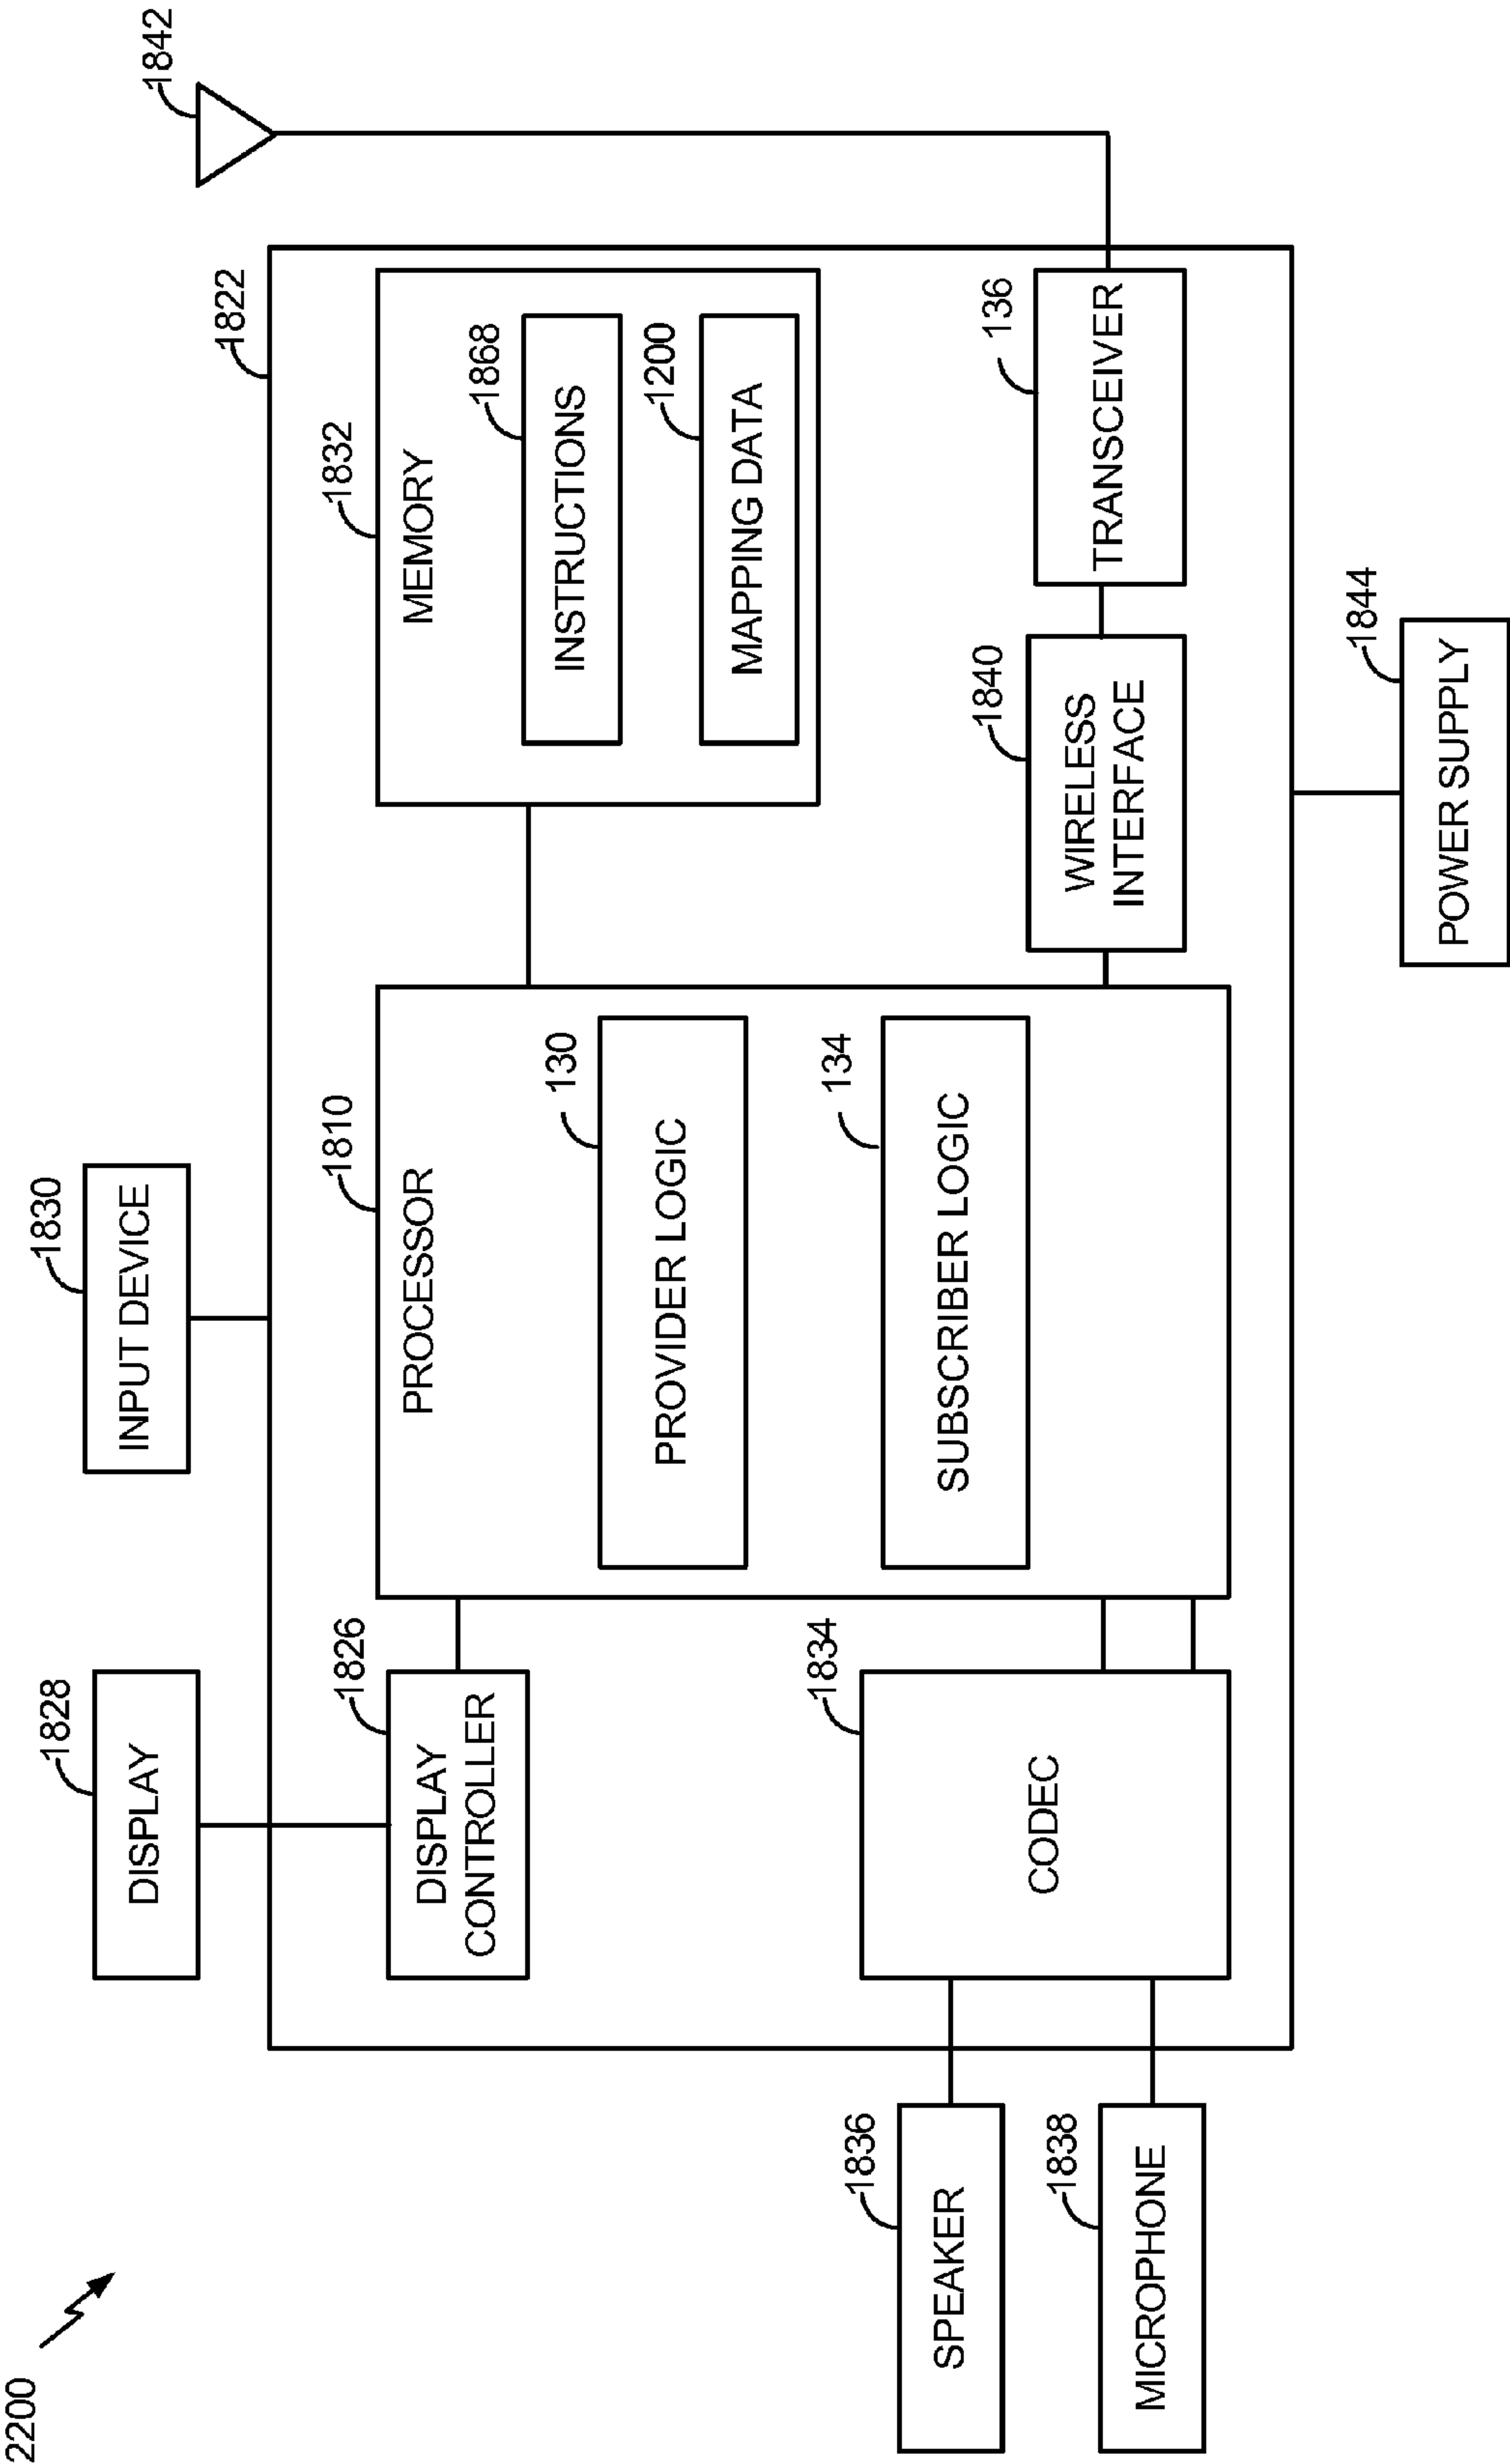 2200
1828
DISPLAY
1830
INPUT DEVICE
1822
1842
1826
DISPLAY
CONTROLLER
1810
PROCESSOR
130
PROVIDER LOGIC
134
SUBSCRIBER LOGIC
1832
MEMORY
1868
INSTRUCTIONS
1200
MAPPING DATA
1834
CODEC
1840
WIRELESS
INTERFACE
136
TRANSCEIVER
1836
SPEAKER
1838
MICROPHONE
1844
POWER SUPPLY